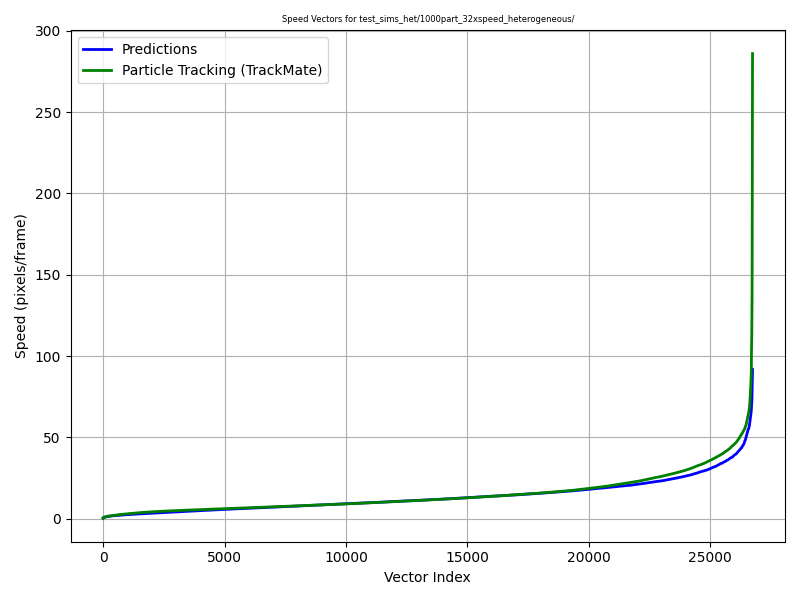 Speed Vectors for test_sims_het/1000part_32xspeed_heterogeneous/
Predictions
Particle Tracking (TrackMate)
300
250
200
150
100
50
0
Speed (pixels/frame)
0 5000 10000 15000 20000 25000
Vector Index